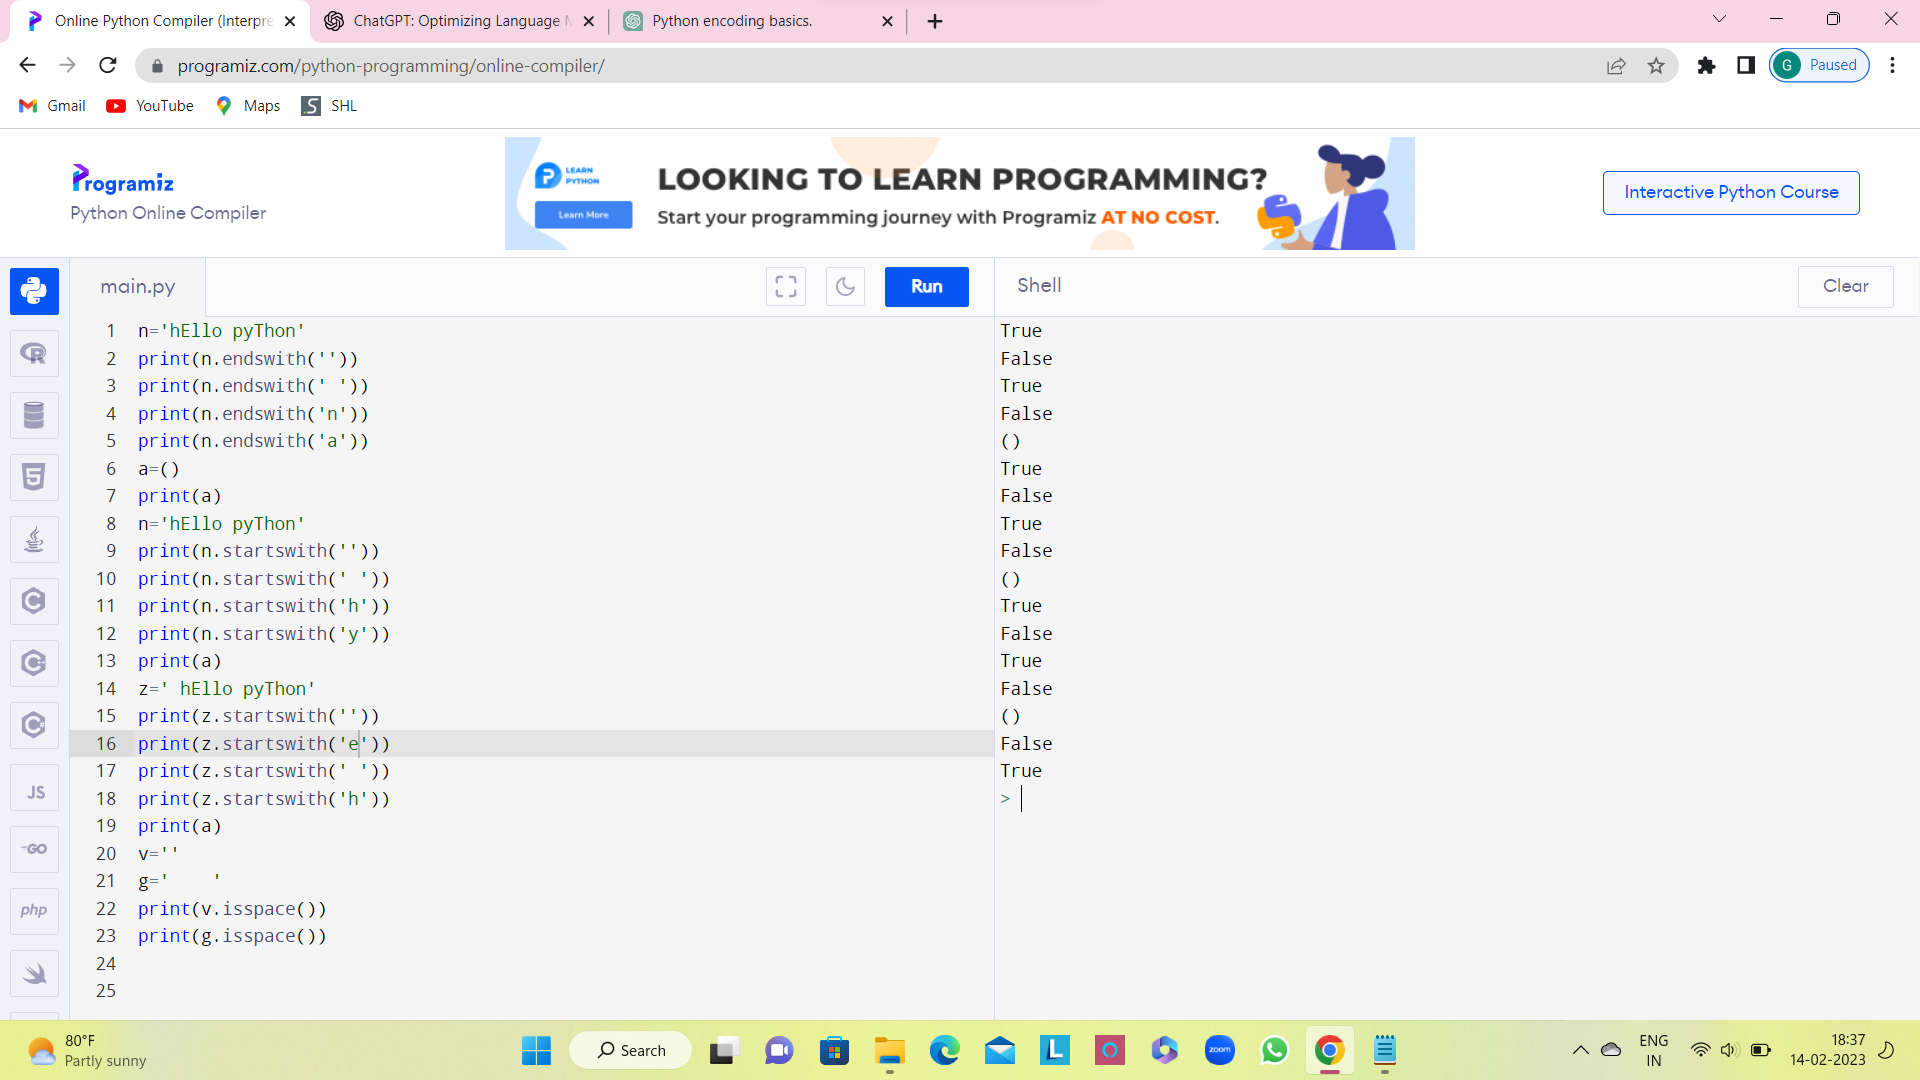 Online Python Compiler (Interpre
ChatGPT: Optimizing Language M
Python encoding basics.
programiz.com/python-programming/online-compiler/
G Paused
Gmail
YouTube
Maps
SHL
Programiz
Python Online Compiler
LEARN
PYTHON
Learn More
LOOKING TO LEARN PROGRAMMING?
Start your programming journey with Programiz AT NO COST.
Interactive Python Course
main.py
Run
Shell
Clear
1 n='hEllo pyThon'
2 print(n.endswith(''))
3 print(n.endswith(' '))
4 print(n.endswith('n'))
5 print(n.endswith('a'))
6 a=()
7 print(a)
8 n='hEllo pyThon'
9 print(n.startswith(''))
10 print(n.startswith(' '))
11 print(n.startswith('h'))
12 print(n.startswith('y'))
13 print(a)
14 z=' hEllo pyThon'
15 print(z.startswith(''))
16 print(z.startswith('e'))
17 print(z.startswith(' '))
18 print(z.startswith('h'))
19 print(a)
20 v=''
21 g='    '
22 print(v.isspace())
23 print(g.isspace())
24
25
True
False
True
False
()
True
False
True
False
()
True
False
True
False
()
False
True
>
R
5
C
C
C
JS
GO
php
80°F
Partly sunny
Search
L
zoom
ENG
IN
18:37
14-02-2023